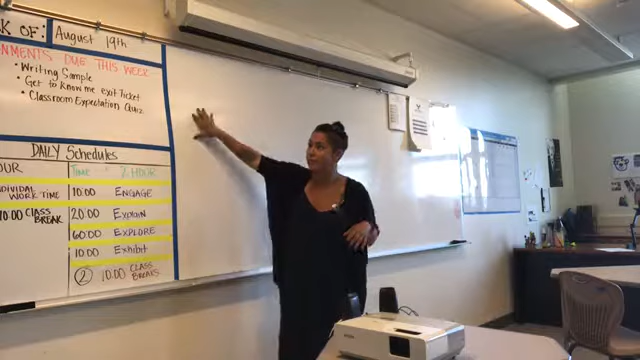 K OF: August 19th
NMENTS DUE THIS WEEK
• Writing Sample
• Get to Know me exit Ticket
• Classroom Expectation Quiz
DAILY Schedules
OUR
TIME 2 HOUR
DIVIDUAL WORK TIME
10:00 ENGAGE
10:00 CLASS BREAK
20:00 Explain
60:00 EXPLORE
10:00 Exhibit
② 10:00 CLASS BREAKS